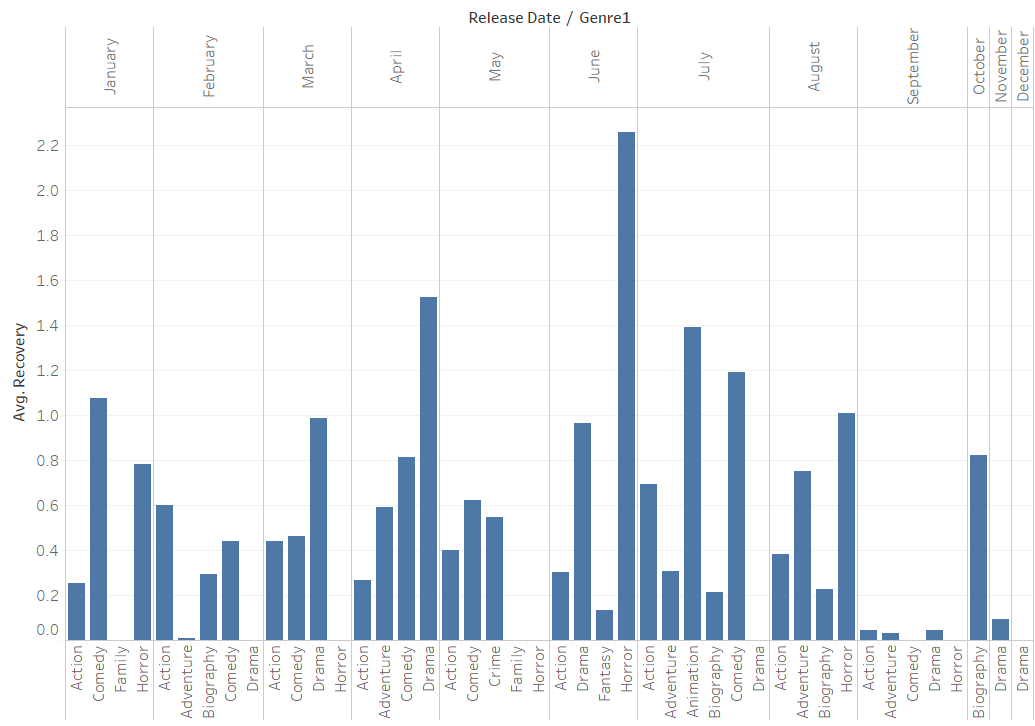 Release Date / Genre1
January
February
March
April
May
June
July
August
September
October
November
December
Avg. Recovery
2.2
2.0
1.8
1.6
1.4
1.2
1.0
0.8
0.6
0.4
0.2
0.0
Action
Comedy
Family
Horror
Action
Adventure
Biography
Comedy
Drama
Action
Comedy
Drama
Horror
Action
Adventure
Comedy
Drama
Action
Comedy
Crime
Family
Horror
Action
Drama
Fantasy
Horror
Action
Adventure
Animation
Biography
Comedy
Drama
Action
Adventure
Biography
Horror
Action
Adventure
Comedy
Drama
Horror
Biography
Drama
Drama